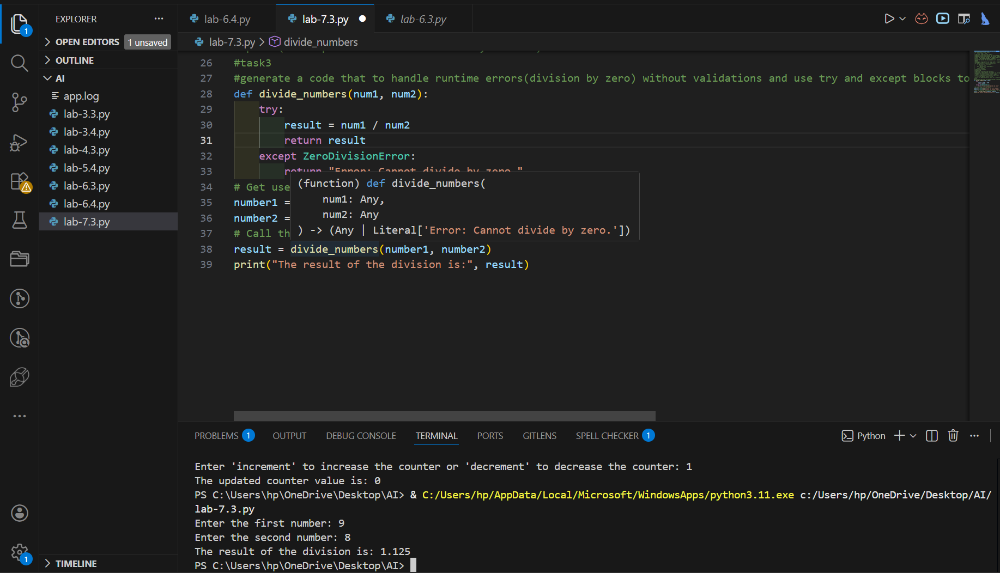 EXPLORER
OPEN EDITORS 1 unsaved
OUTLINE
AI
app.log
lab-3.3.py
lab-3.4.py
lab-4.3.py
lab-5.4.py
lab-6.3.py
lab-6.4.py
lab-7.3.py
TIMELINE
1
1
lab-6.4.py lab-7.3.py lab-6.3.py
lab-7.3.py > divide_numbers
26 #task3
27 #generate a code that to handle runtime errors(division by zero) without validations and use try and except blocks to
28 def divide_numbers(num1, num2):
29 try:
30 result = num1 / num2
31 return result
32 except ZeroDivisionError:
33 return "Error: Cannot divide by zero."
34 # Get use
35 number1 =
36 number2 =
37 # Call th
38 result = divide_numbers(number1, number2)
39 print("The result of the division is:", result)
(function) def divide_numbers(
num1: Any,
num2: Any
) -> (Any | Literal['Error: Cannot divide by zero.'])
PROBLEMS 1 OUTPUT DEBUG CONSOLE TERMINAL PORTS GITLENS SPELL CHECKER 1 Python
Enter 'increment' to increase the counter or 'decrement' to decrease the counter: 1
The updated counter value is: 0
PS C:\Users\hp\OneDrive\Desktop\AI> & C:/Users/hp/AppData/Local/Microsoft/WindowsApps/python3.11.exe c:/Users/hp/OneDrive/Desktop/AI/
lab-7.3.py
Enter the first number: 9
Enter the second number: 8
The result of the division is: 1.125
PS C:\Users\hp\OneDrive\Desktop\AI>